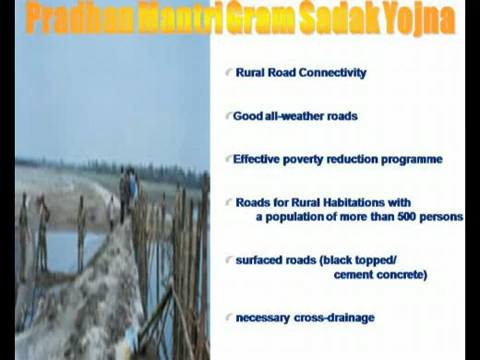 Pradhan Mantri Gram Sadak Yojna
Rural Road Connectivity
Good all-weather roads
Effective poverty reduction programme
Roads for Rural Habitations with
a population of more than 500 persons
surfaced roads (black topped/
cement concrete)
necessary cross-drainage